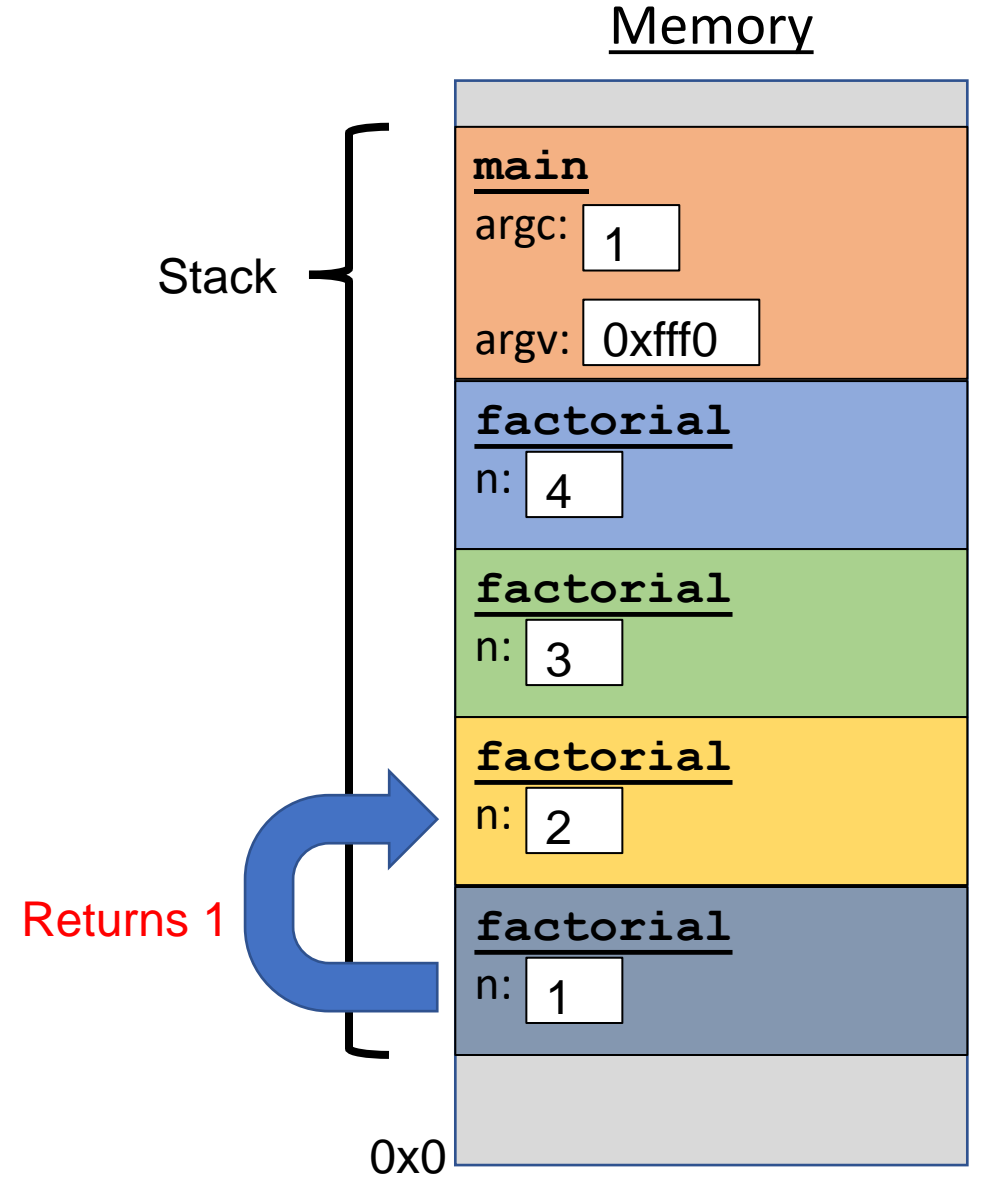 Memory
main
argc: 1
Stack
argv: 0xfff0
factorial
n: 4
factorial
n: 3
factorial
n: 2
Returns 1
factorial
n: 1
0x0